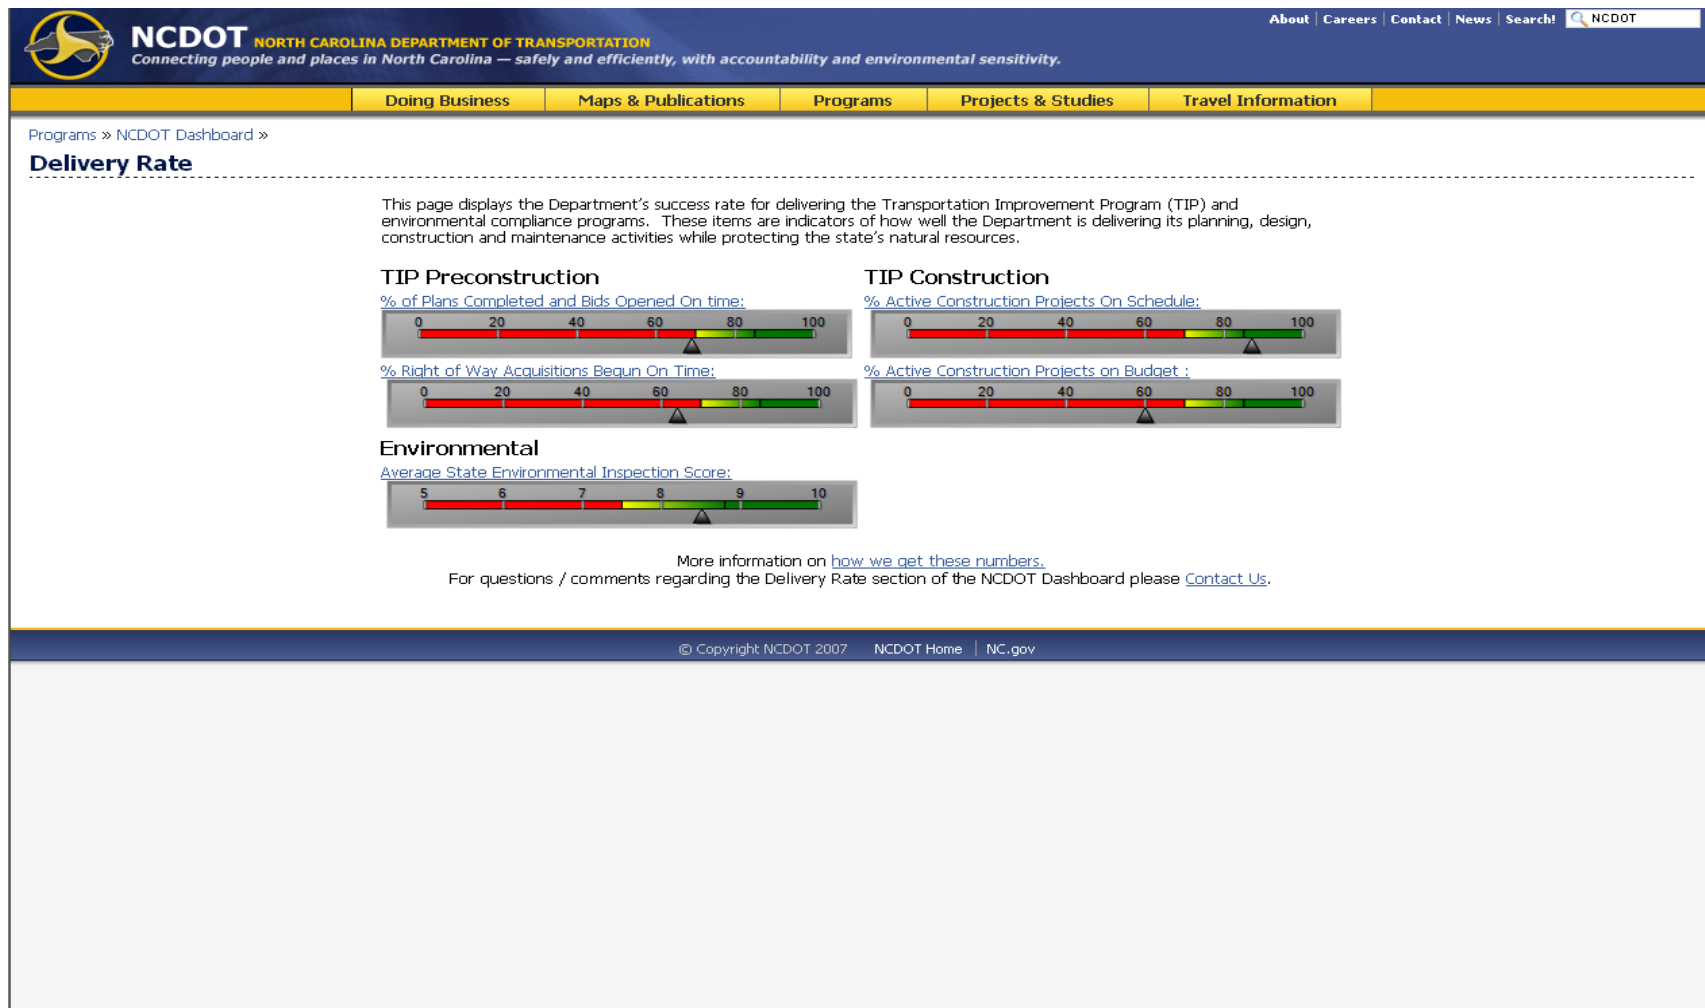 About | Careers | Contact | News | Search! NCDOT
NCDOT NORTH CAROLINA DEPARTMENT OF TRANSPORTATION
Connecting people and places in North Carolina — safely and efficiently, with accountability and environmental sensitivity.
Doing Business Maps & Publications Programs Projects & Studies Travel Information
Programs » NCDOT Dashboard »
Delivery Rate
This page displays the Department's success rate for delivering the Transportation Improvement Program (TIP) and
environmental compliance programs. These items are indicators of how well the Department is delivering its planning, design,
construction and maintenance activities while protecting the state's natural resources.
TIP Preconstruction
% of Plans Completed and Bids Opened On time:
0 20 40 60 80 100
% Right of Way Acquisitions Begun On Time:
0 20 40 60 80 100
TIP Construction
% Active Construction Projects On Schedule:
0 20 40 60 80 100
% Active Construction Projects on Budget :
0 20 40 60 80 100
Environmental
Average State Environmental Inspection Score:
5 6 7 8 9 10
More information on how we get these numbers.
For questions / comments regarding the Delivery Rate section of the NCDOT Dashboard please Contact Us.
© Copyright NCDOT 2007 NCDOT Home | NC.gov